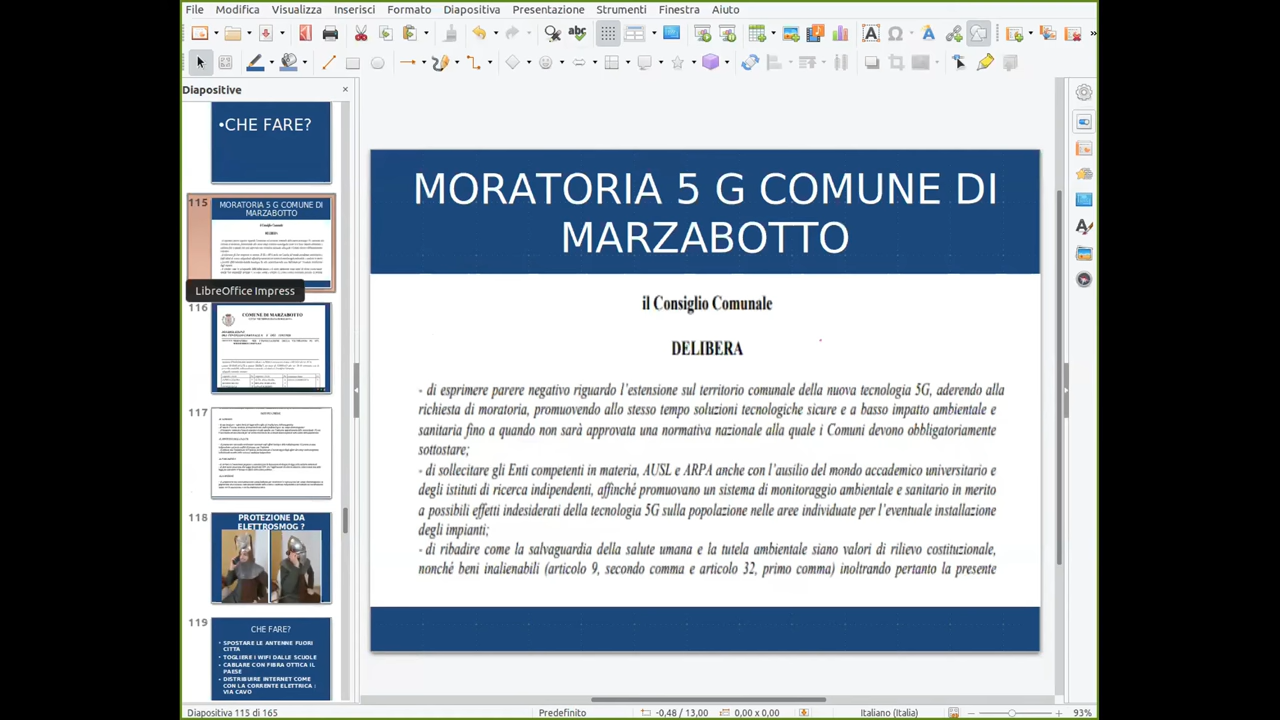 File Modifica Visualizza Inserisci Formato Diapositiva Presentazione Strumenti Finestra Aiuto
Diapositive
•CHE FARE?
115
MORATORIA 5 G COMUNE DI
MARZABOTTO
il Consiglio Comunale
DELIBERA
LibreOffice Impress
116
COMUNE DI MARZABOTTO
117
118
PROTEZIONE DA
ELETTROSMOG ?
119
CHE FARE?
• SPOSTARE LE ANTENNE FUORI
CITTA
• TOGLIERE I WIFI DALLE SCUOLE
• CABLARE CON FIBRA OTTICA IL
PAESE
• DISTRIBUIRE INTERNET COME
CON LA CORRENTE ELETTRICA :
VIA CAVO
MORATORIA 5 G COMUNE DI
MARZABOTTO
il Consiglio Comunale
DELIBERA
- di esprimere parere negativo riguardo l'estensione sul territorio comunale della nuova tecnologia 5G, aderendo alla
richiesta di moratoria, promuovendo allo stesso tempo soluzioni tecnologiche sicure e a basso impatto ambientale e
sanitaria fino a quando non sarà approvata una legge nazionale alla quale i Comuni devono obbligatoriamente
sottostare;
- di sollecitare gli Enti competenti in materia, AUSL e ARPA anche con l'ausilio del mondo accademico universitario e
degli istituti di ricerca indipendenti, affinché promuovano un sistema di monitoraggio ambientale e sanitario in merito
a possibili effetti indesiderati della tecnologia 5G sulla popolazione nelle aree individuate per l'eventuale installazione
degli impianti;
- di ribadire come la salvaguardia della salute umana e la tutela ambientale siano valori di rilievo costituzionale,
nonché beni inalienabili (articolo 9, secondo comma e articolo 32, primo comma) inoltrando pertanto la presente
Diapositiva 115 di 165 Predefinito -0,48 / 13,00 0,00 x 0,00 Italiano (Italia) 93%